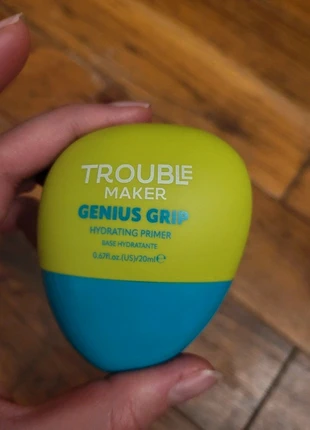 TROUBLE
MAKER
GENIUS GRIP
HYDRATING PRIMER
BASE HYDRATANTE
0.67fl.oz.(US)/20ml℮